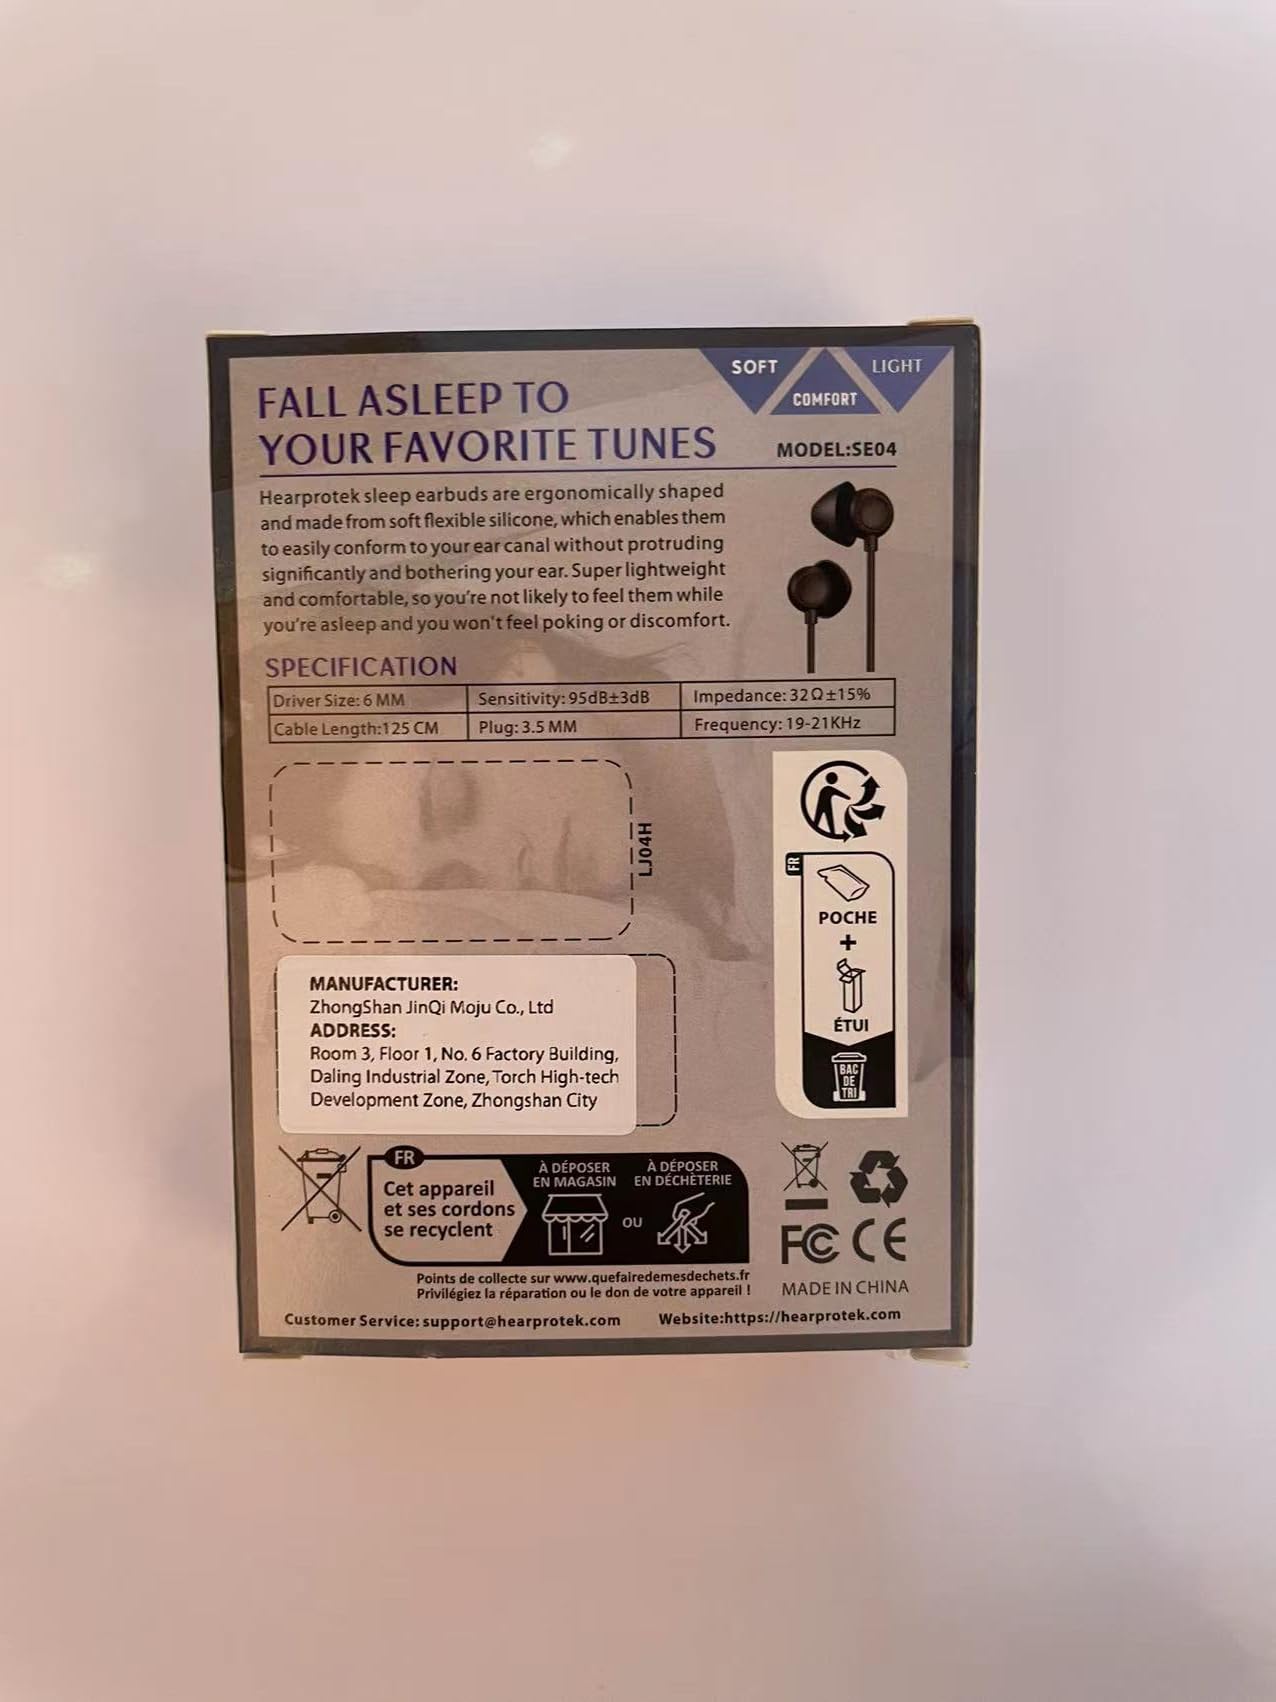 SOFT
COMFORT
LIGHT
FALL ASLEEP TO
YOUR FAVORITE TUNES
MODEL:SE04
Hearprotek sleep earbuds are ergonomically shaped
and made from soft flexible silicone, which enables them
to easily conform to your ear canal without protruding
significantly and bothering your ear. Super lightweight
and comfortable, so you're not likely to feel them while
you're asleep and you won't feel poking or discomfort.
SPECIFICATION
Driver Size: 6 MM Sensitivity: 95dB±3dB Impedance: 32Ω±15%
Cable Length:125 CM Plug: 3.5 MM Frequency: 19-21KHz
LJ04H
FR
POCHE
+
ÉTUI
BAC
DE
TRI
MANUFACTURER:
ZhongShan JinQi Moju Co., Ltd
ADDRESS:
Room 3, Floor 1, No. 6 Factory Building,
Daling Industrial Zone, Torch High-tech
Development Zone, Zhongshan City
FR
Cet appareil
et ses cordons
se recyclent
À DÉPOSER
EN MAGASIN
OU
À DÉPOSER
EN DÉCHÈTERIE
Points de collecte sur www.quefairedemesdechets.fr
Privilégiez la réparation ou le don de votre appareil !
FC CE
MADE IN CHINA
Customer Service: support@hearprotek.com Website:https://hearprotek.com